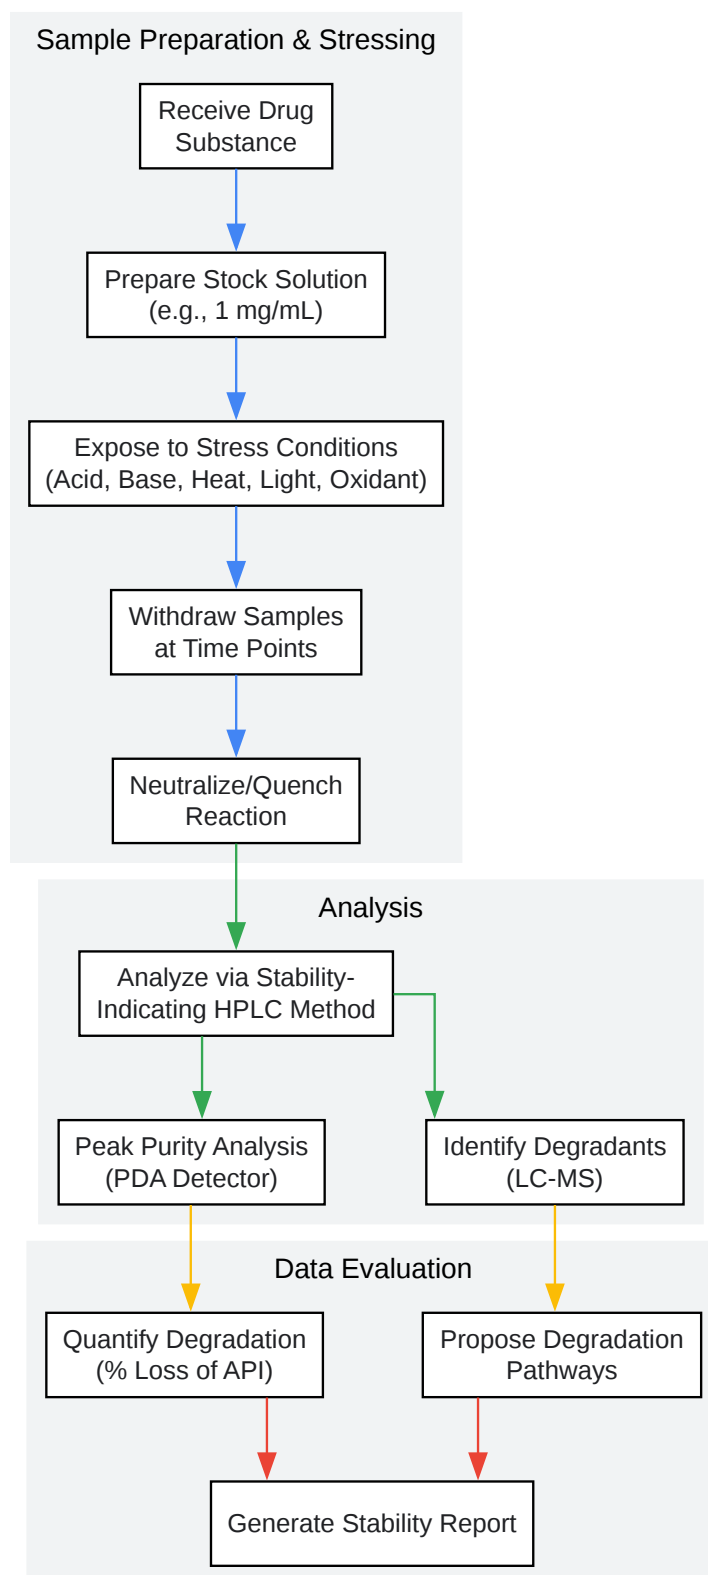 Sample Preparation & Stressing
Receive Drug
Substance
Prepare Stock Solution
(e.g., 1 mg/mL)
Expose to Stress Conditions
(Acid, Base, Heat, Light, Oxidant)
Withdraw Samples
at Time Points
Neutralize/Quench
Reaction
Analysis
Analyze via Stability-
Indicating HPLC Method
Peak Purity Analysis
(PDA Detector)
Identify Degradants
(LC-MS)
Data Evaluation
Quantify Degradation
(% Loss of API)
Propose Degradation
Pathways
Generate Stability Report